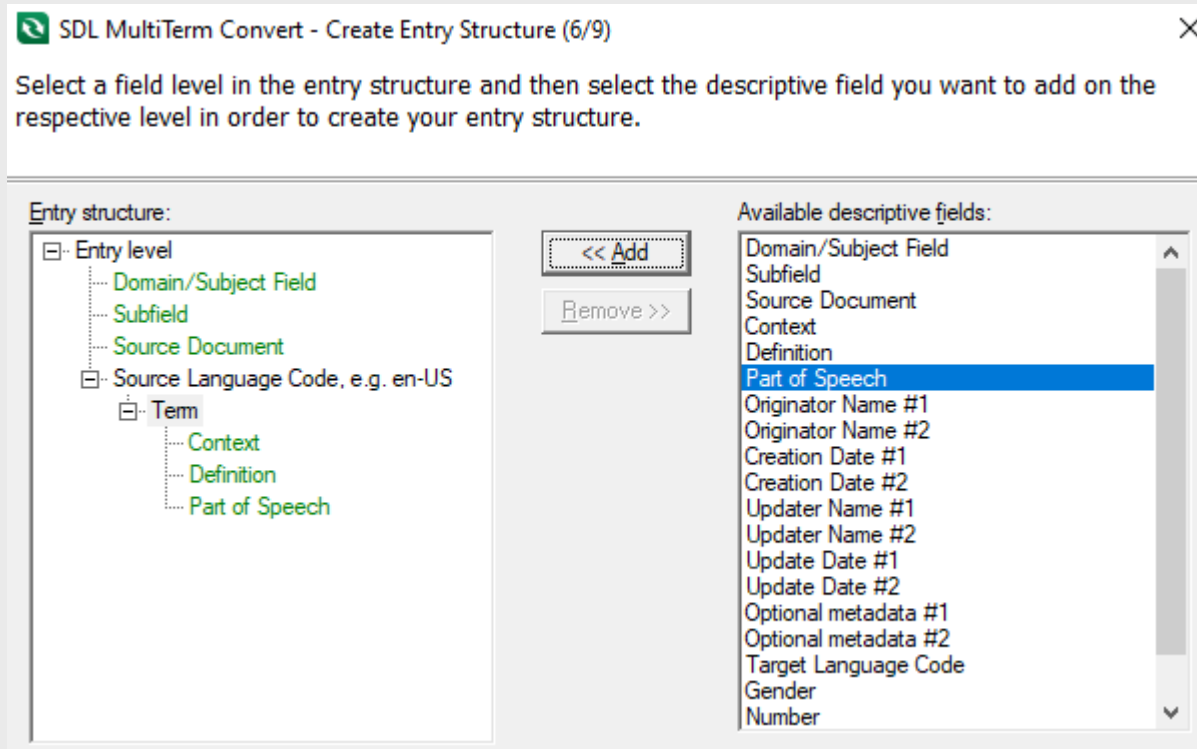 SDL MultiTerm Convert - Create Entry Structure (6/9)
Select a field level in the entry structure and then select the descriptive field you want to add on the
respective level in order to create your entry structure.
Entry structure:
Entry level
Domain/Subject Field
Subfield
Source Document
Source Language Code, e.g. en-US
Term
Context
Definition
Part of Speech
<< Add
Remove >>
Available descriptive fields:
Domain/Subject Field
Subfield
Source Document
Context
Definition
Part of Speech
Originator Name #1
Originator Name #2
Creation Date #1
Creation Date #2
Updater Name #1
Updater Name #2
Update Date #1
Update Date #2
Optional metadata #1
Optional metadata #2
Target Language Code
Gender
Number